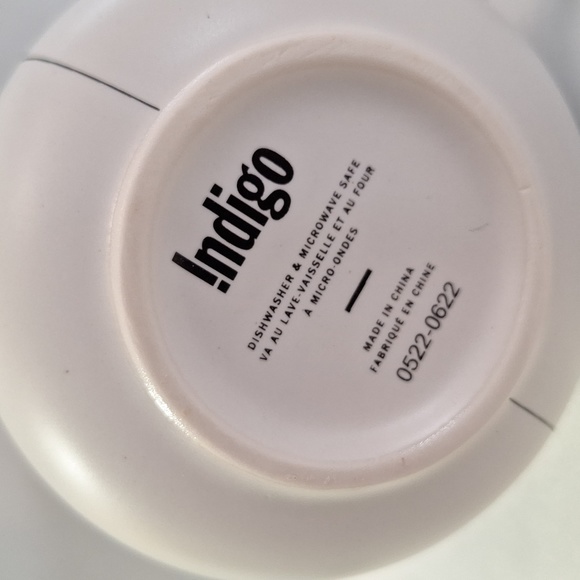 !ndigo
DISHWASHER & MICROWAVE SAFE
VA AU LAVE-VAISSELLE ET AU FOUR
À MICRO-ONDES
MADE IN CHINA
FABRIQUÉ EN CHINE
0522-0622